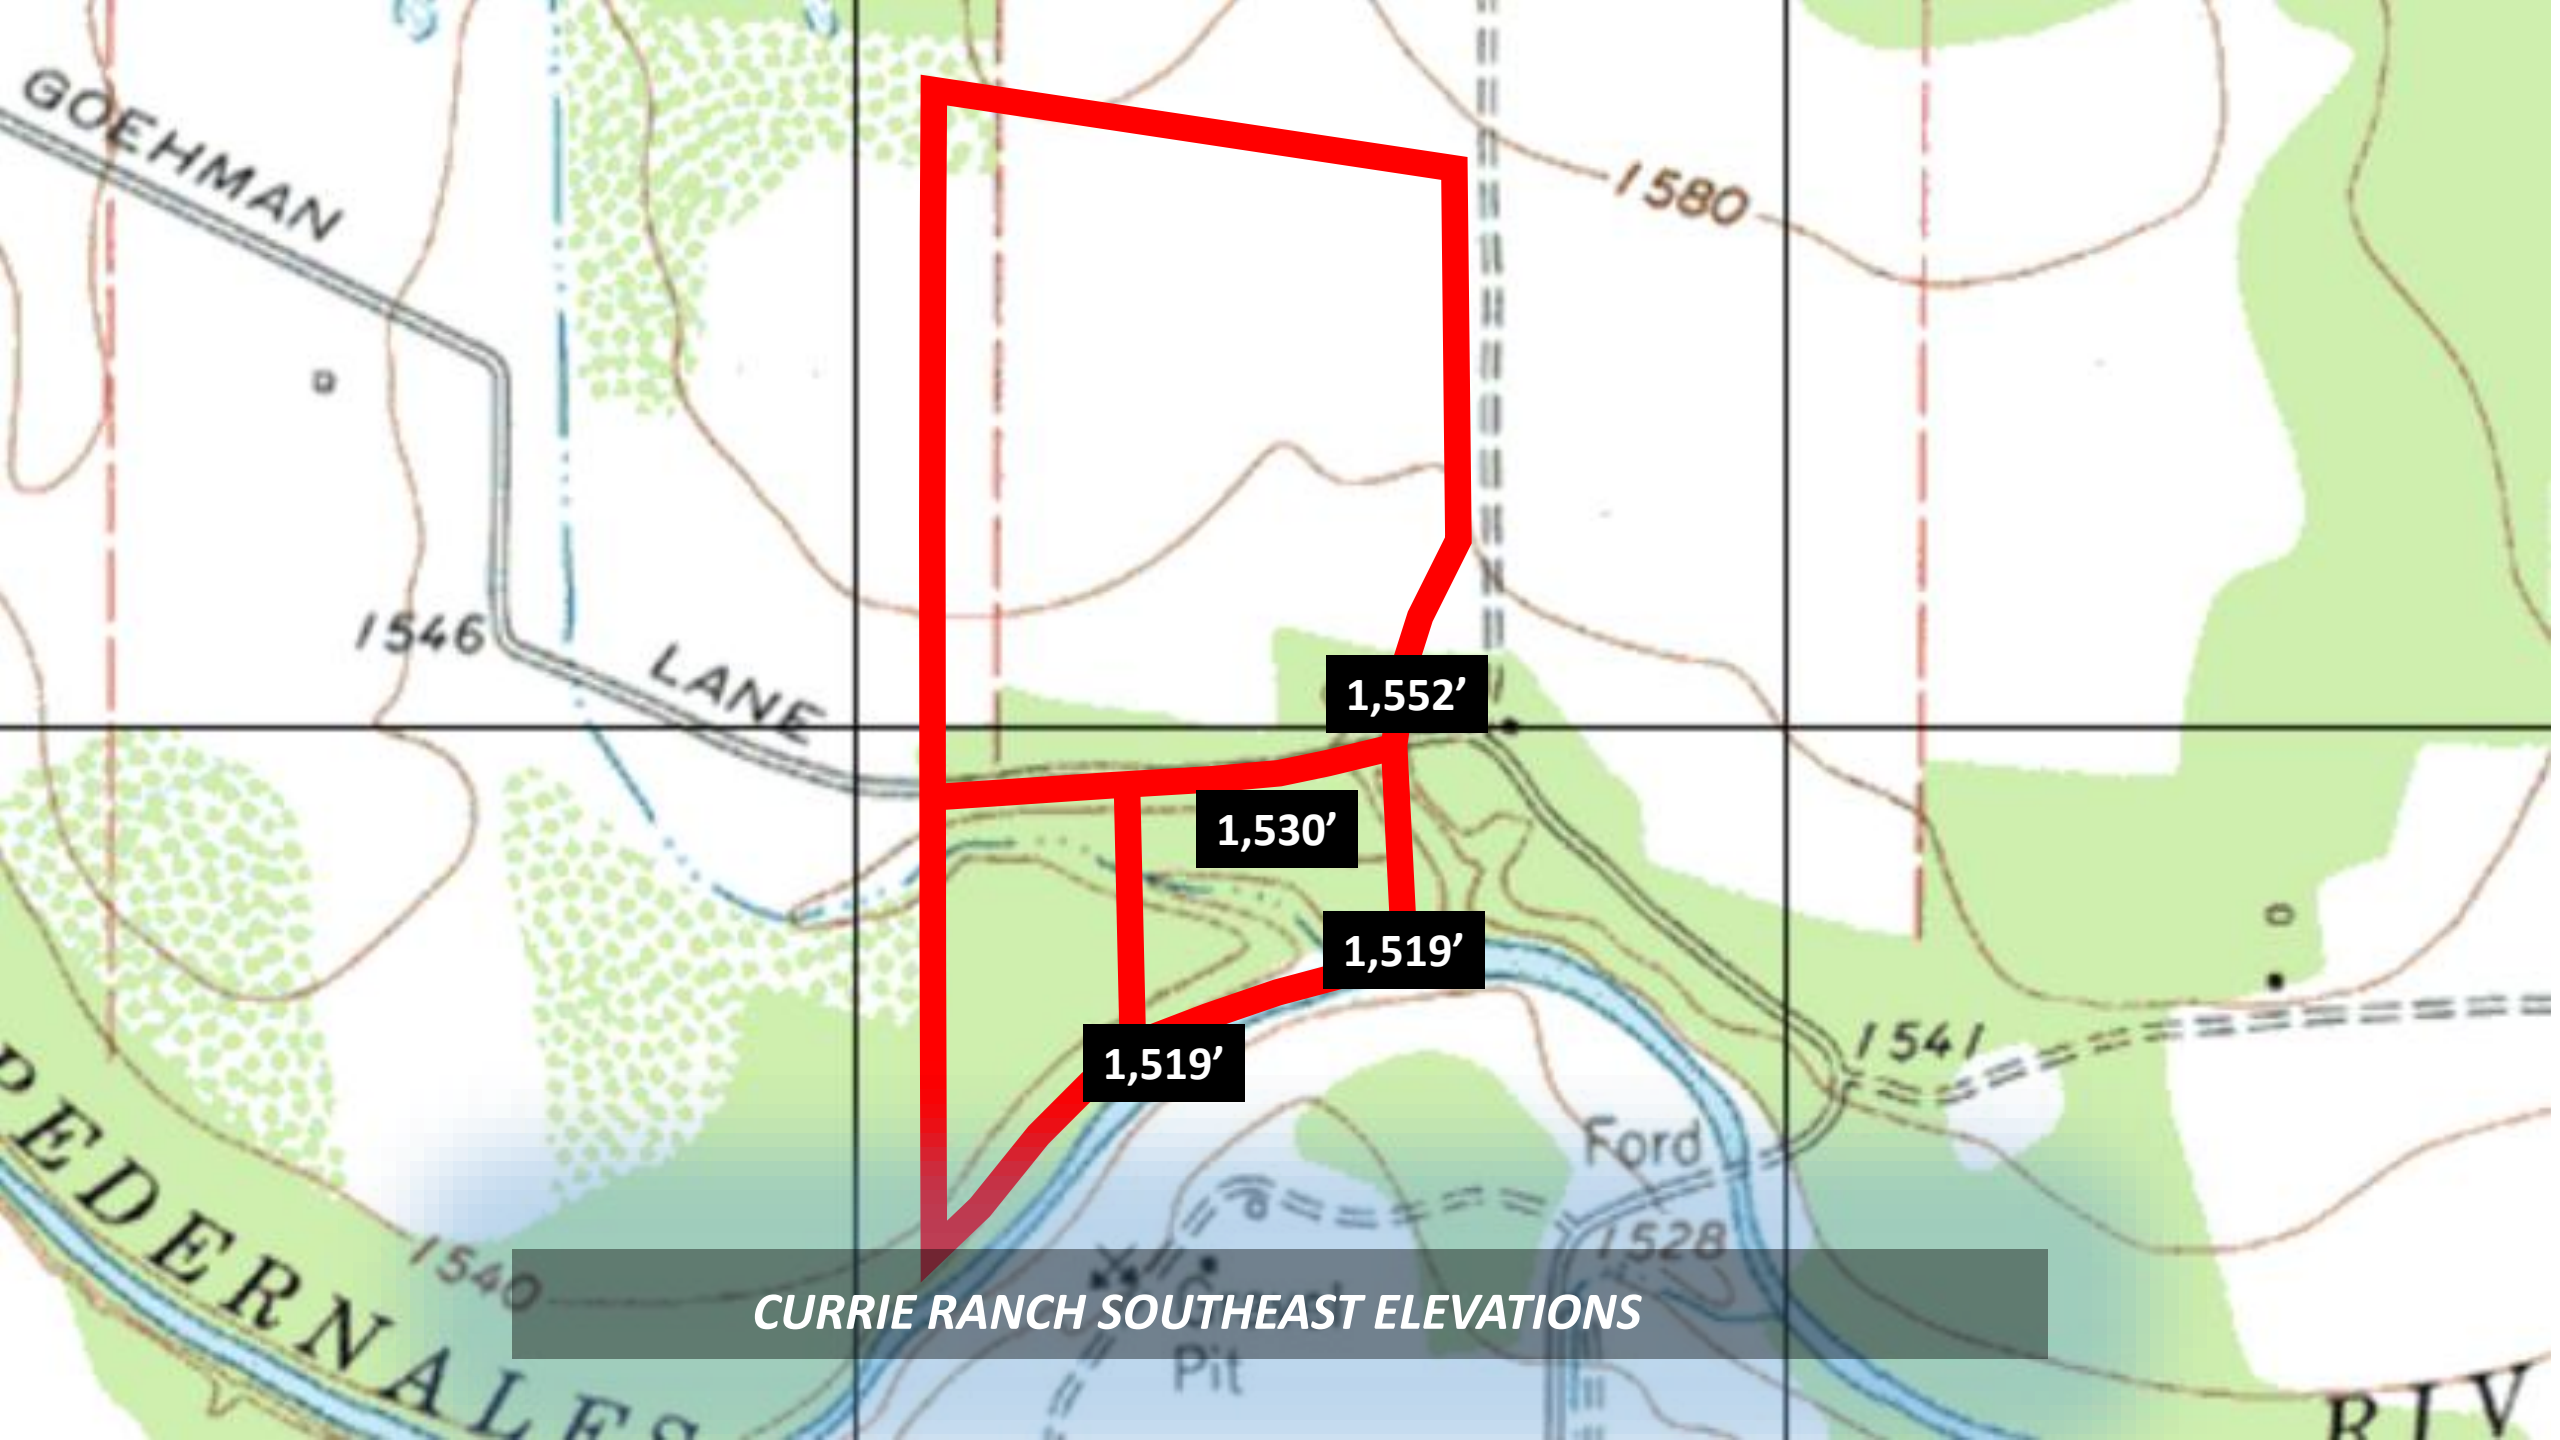 GOEHMAN
1580
1546
LANE
1,552’
1,530’
1,519’
1,519’
1541
Ford
1528
1540
PEDERNALES
CURRIE RANCH SOUTHEAST ELEVATIONS
Pit
RIV